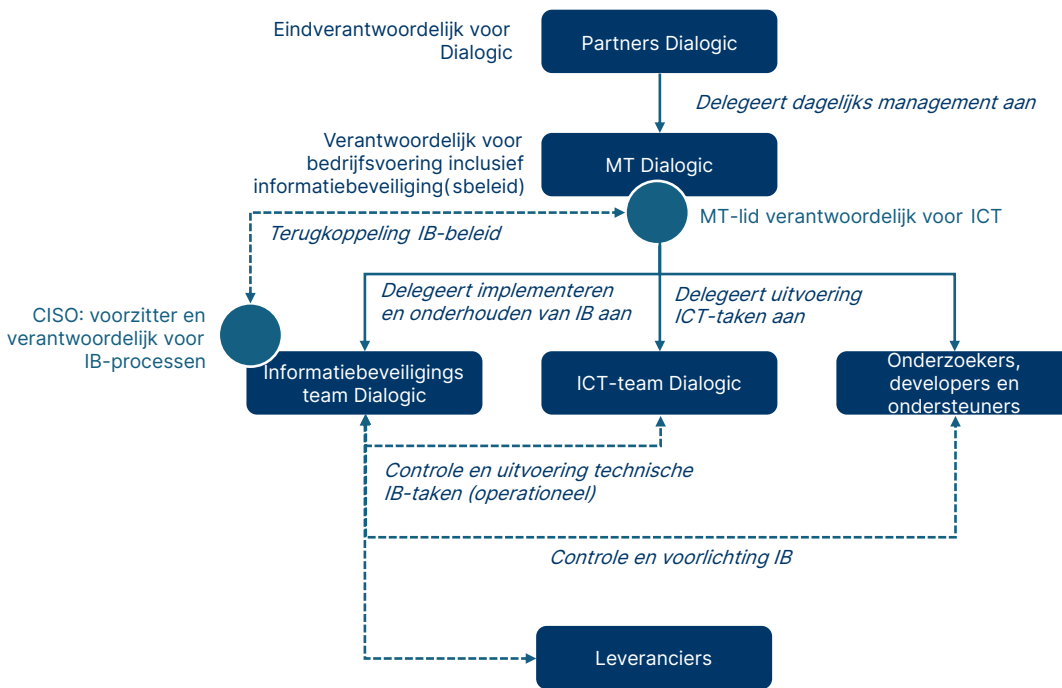 Eindverantwoordelijk voor
Dialogic
Partners Dialogic
Delegeert dagelijks management aan
Verantwoordelijk voor
bedrijfsvoering inclusief
informatiebeveiliging(sbeleid)
MT Dialogic
MT-lid verantwoordelijk voor ICT
Terugkoppeling IB-beleid
Delegeert implementeren
en onderhouden van IB aan
Delegeert uitvoering
ICT-taken aan
CISO: voorzitter en
verantwoordelijk voor
IB-processen
Informatiebeveiligings
team Dialogic
ICT-team Dialogic
Onderzoekers,
developers en
ondersteuners
Controle en uitvoering technische
IB-taken (operationeel)
Controle en voorlichting IB
Leveranciers